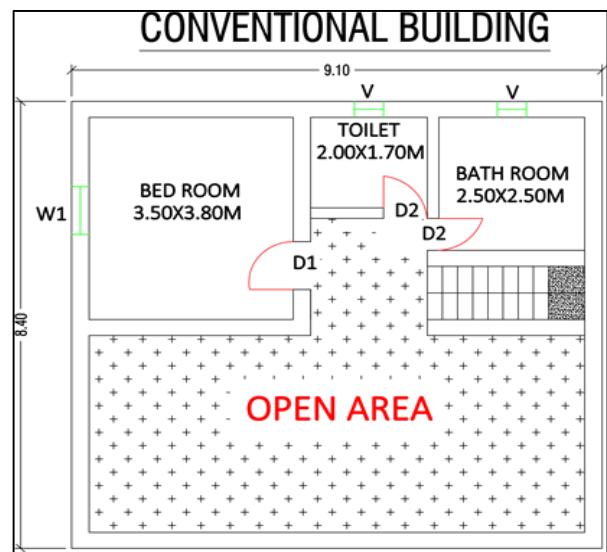 CONVENTIONAL BUILDING
9.10
V
V
TOILET
2.00X1.70M
BATH ROOM
2.50X2.50M
BED ROOM
3.50X3.80M
W1
D2
D2
D1
8.40
OPEN AREA